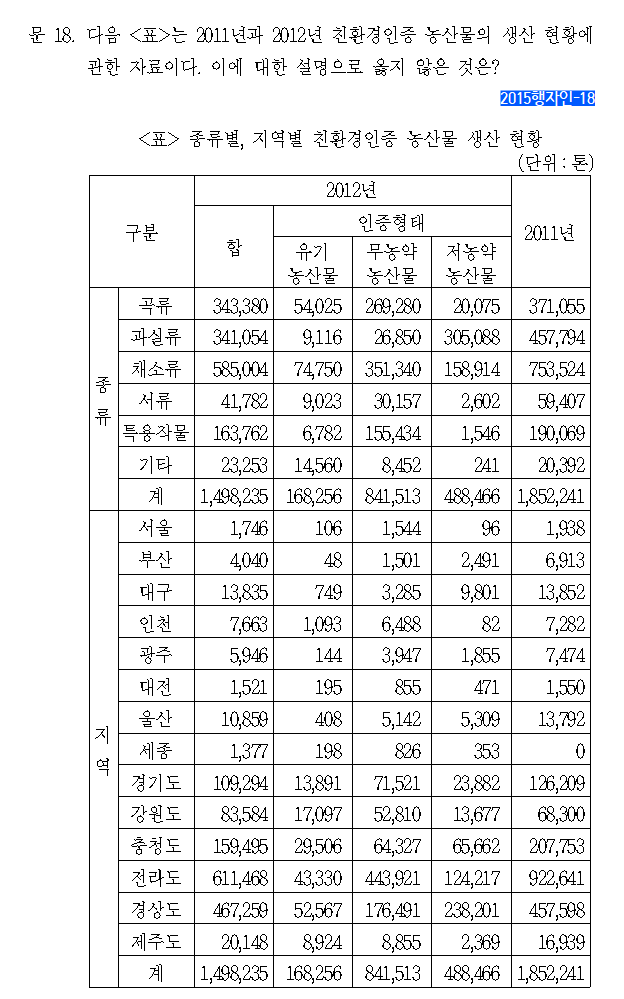 문 18. 다음 <표>는 2011년과 2012년 친환경인증 농산물의 생산 현황에
관한 자료이다. 이에 대한 설명으로 옳지 않은 것은?
2015행자인-18
<표> 종류별, 지역별 친환경인증 농산물 생산 현황
(단위 : 톤)
구분 2012년 2011년
합 인증형태
유기 농산물 무농약 농산물 저농약 농산물
종류
곡류 343,380 54,025 269,280 20,075 371,055
과실류 341,054 9,116 26,850 305,088 457,794
채소류 585,004 74,750 351,340 158,914 753,524
서류 41,782 9,023 30,157 2,602 59,407
특용작물 163,762 6,782 155,434 1,546 190,069
기타 23,253 14,560 8,452 241 20,392
계 1,498,235 168,256 841,513 488,466 1,852,241
지역
서울 1,746 106 1,544 96 1,938
부산 4,040 48 1,501 2,491 6,913
대구 13,835 749 3,285 9,801 13,852
인천 7,663 1,093 6,488 82 7,282
광주 5,946 144 3,947 1,855 7,474
대전 1,521 195 855 471 1,550
울산 10,859 408 5,142 5,309 13,792
세종 1,377 198 826 353 0
경기도 109,294 13,891 71,521 23,882 126,209
강원도 83,584 17,097 52,810 13,677 68,300
충청도 159,495 29,506 64,327 65,662 207,753
전라도 611,468 43,330 443,921 124,217 922,641
경상도 467,259 52,567 176,491 238,201 457,598
제주도 20,148 8,924 8,855 2,369 16,939
계 1,498,235 168,256 841,513 488,466 1,852,241